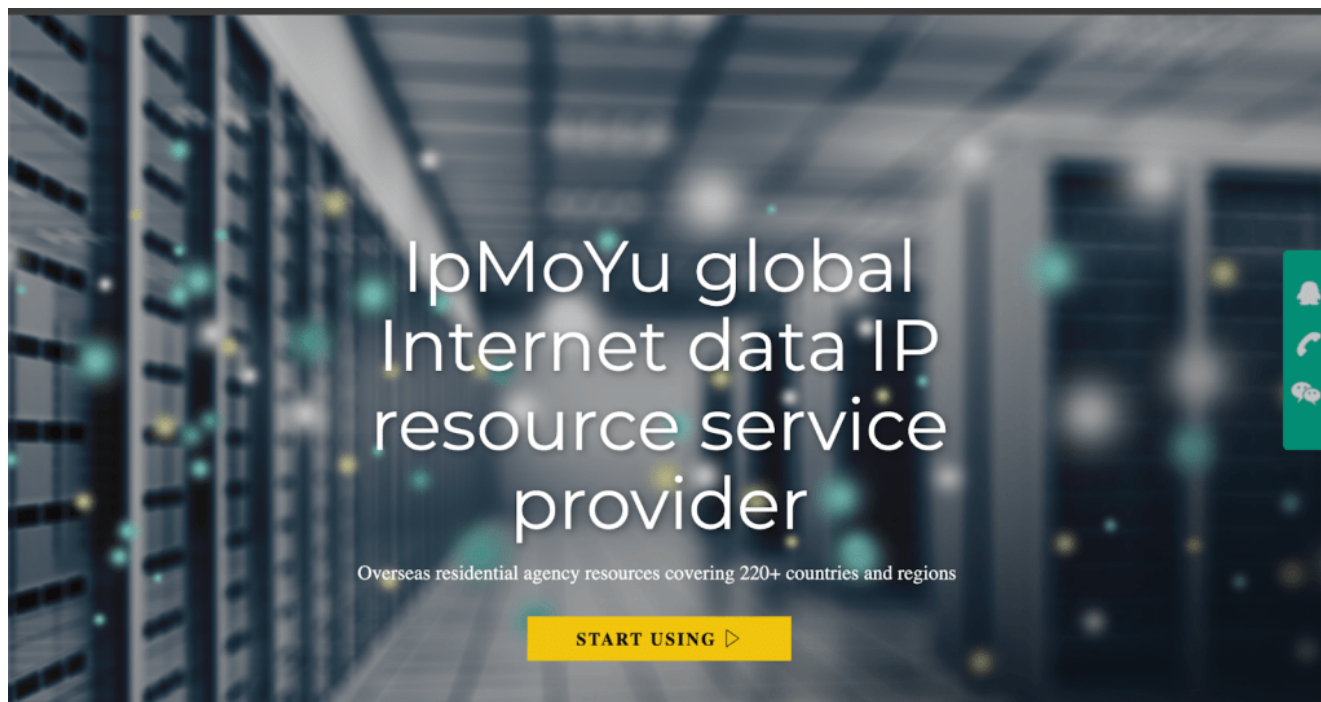 IpMoYu global
Internet data IP
resource service
provider
Overseas residential agency resources covering 220+ countries and regions
START USING